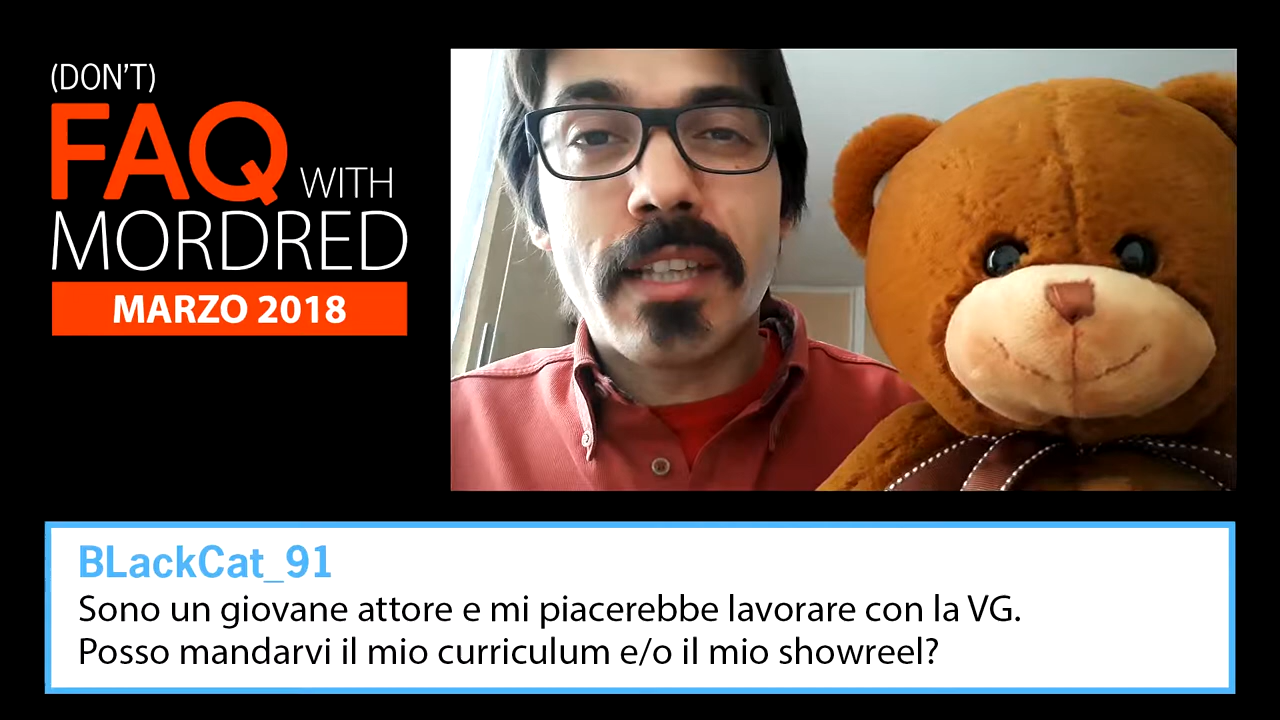 (DON'T)
FAQ WITH
MORDRED
MARZO 2018
BLackCat_91
Sono un giovane attore e mi piacerebbe lavorare con la VG.
Posso mandarvi il mio curriculum e/o il mio showreel?